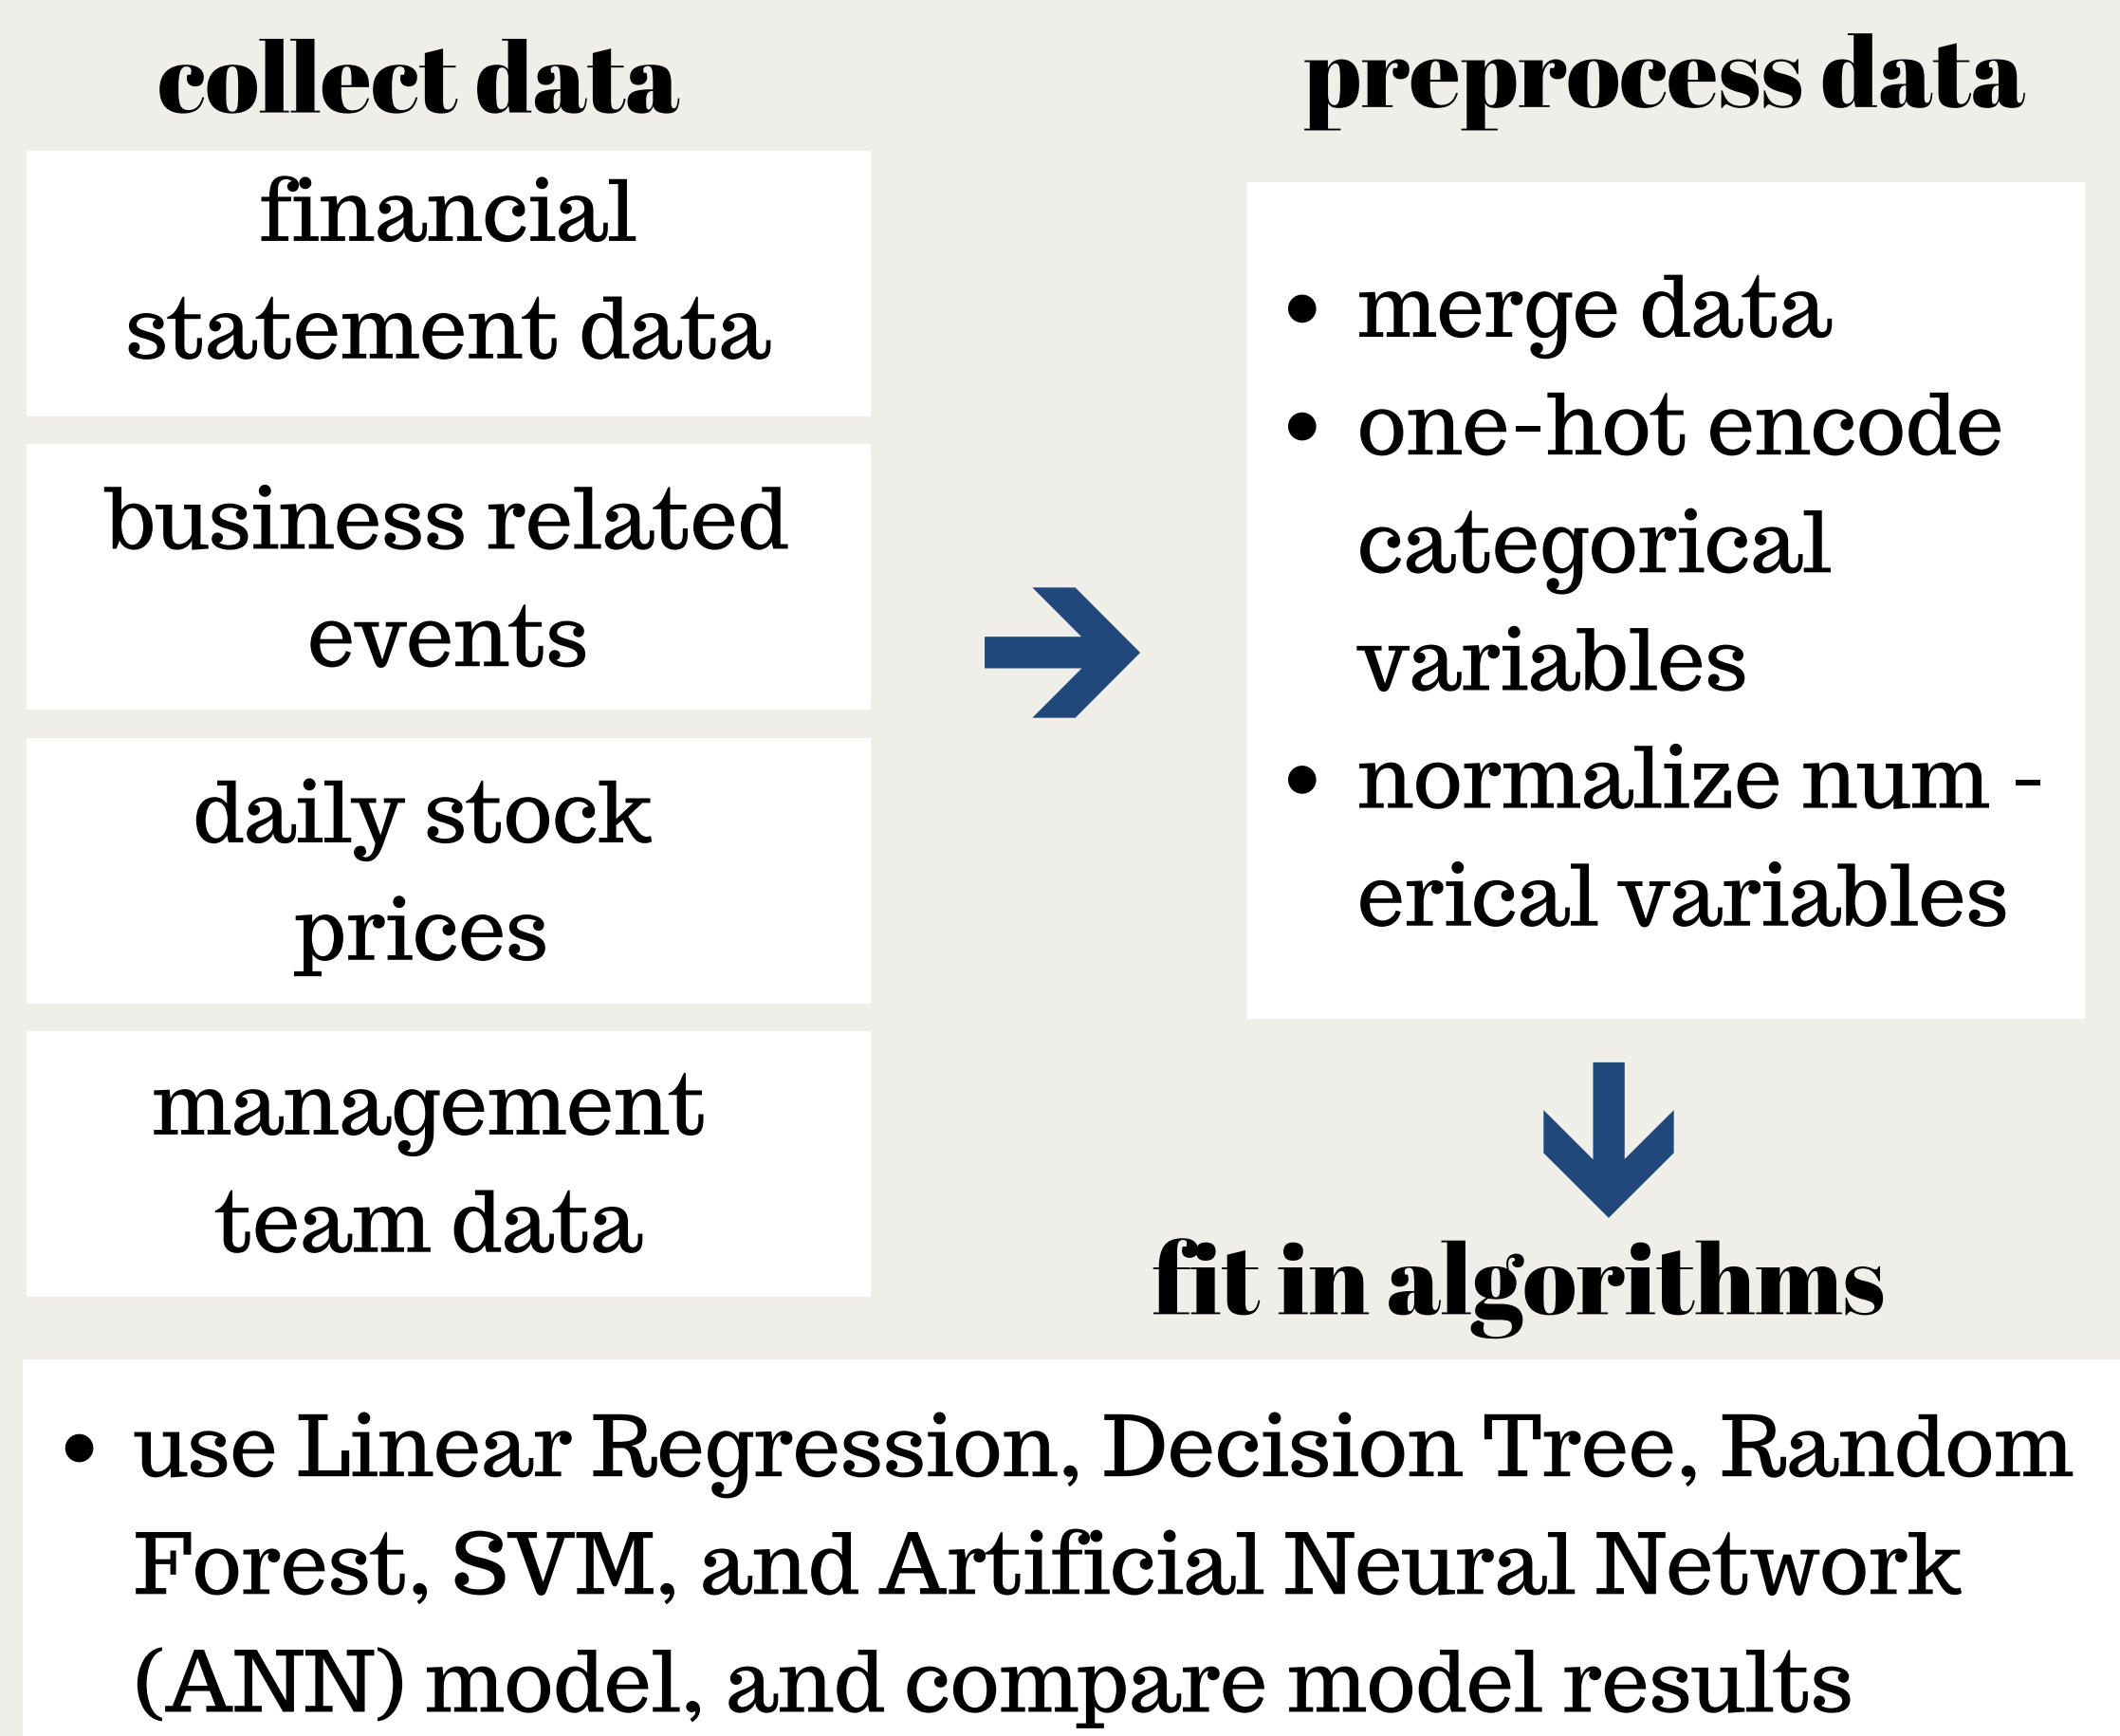 collect data
financial
statement data
business related
events
daily stock
prices
management
team data
preprocess data
• merge data
• one-hot encode
categorical
variables
• normalize num -
erical variables
fit in algorithms
• use Linear Regression, Decision Tree, Random
Forest, SVM, and Artificial Neural Network
(ANN) model, and compare model results